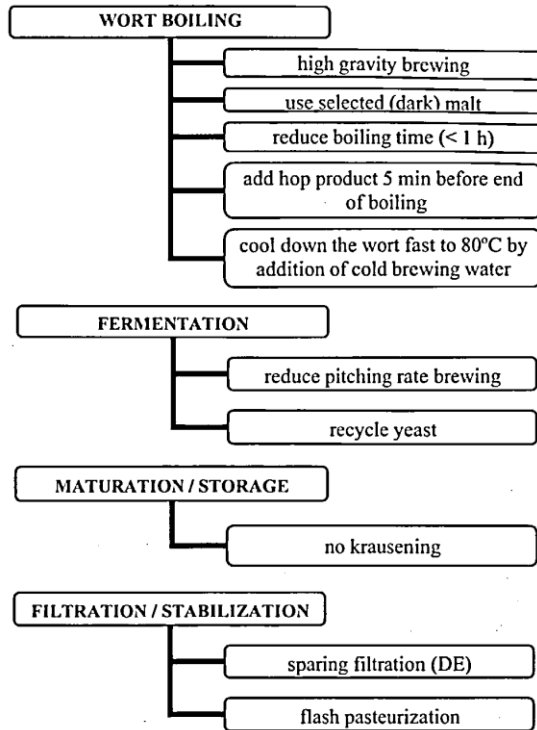 WORT BOILING
high gravity brewing
use selected (dark) malt
reduce boiling time (< 1 h)
add hop product 5 min before end
of boiling
cool down the wort fast to 80ºC by
addition of cold brewing water
FERMENTATION
reduce pitching rate brewing
recycle yeast
MATURATION / STORAGE
no krausening
FILTRATION / STABILIZATION
sparing filtration (DE)
flash pasteurization